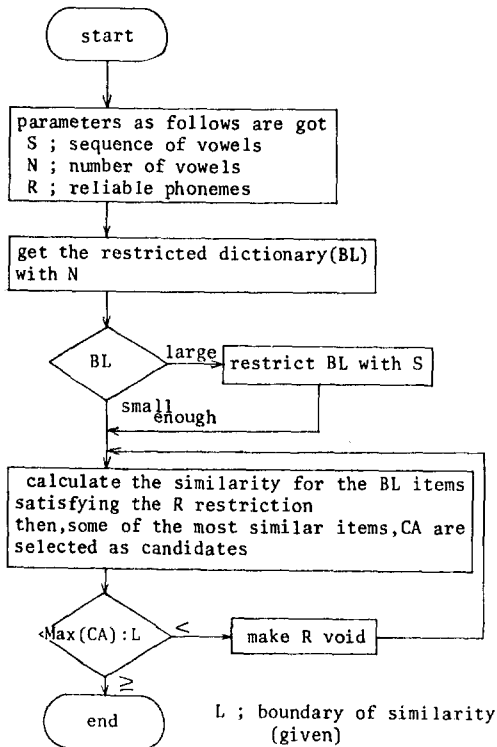 start
parameters as follows are got
S ; sequence of vowels
N ; number of vowels
R ; reliable phonemes
get the restricted dictionary(BL)
with N
BL
large
restrict BL with S
small
enough
calculate the similarity for the BL items
satisfying the R restriction
then,some of the most similar items,CA are
selected as candidates
Max(CA):L
<
make R void
≥
end
L ; boundary of similarity
(given)